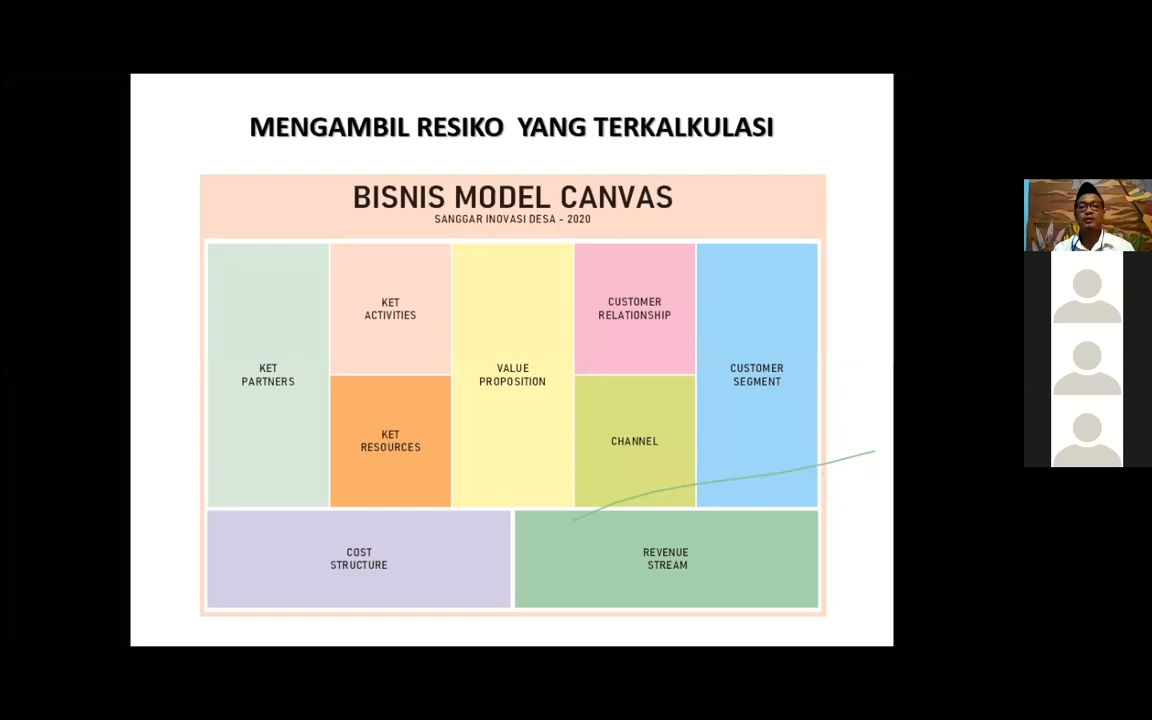 MENGAMBIL RESIKO YANG TERKALKULASI
BISNIS MODEL CANVAS
SANGGAR INOVASI DESA - 2020
KET
PARTNERS
KET
ACTIVITIES
KET
RESOURCES
VALUE
PROPOSITION
CUSTOMER
RELATIONSHIP
CHANNEL
CUSTOMER
SEGMENT
COST
STRUCTURE
REVENUE
STREAM